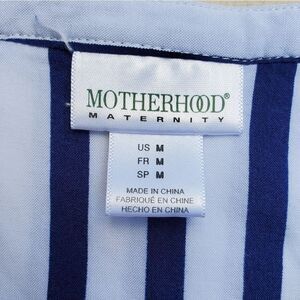 MOTHERHOOD®
MATERNITY
US M
FR M
SP M
MADE IN CHINA
FABRIQUÉ EN CHINE
HECHO EN CHINA